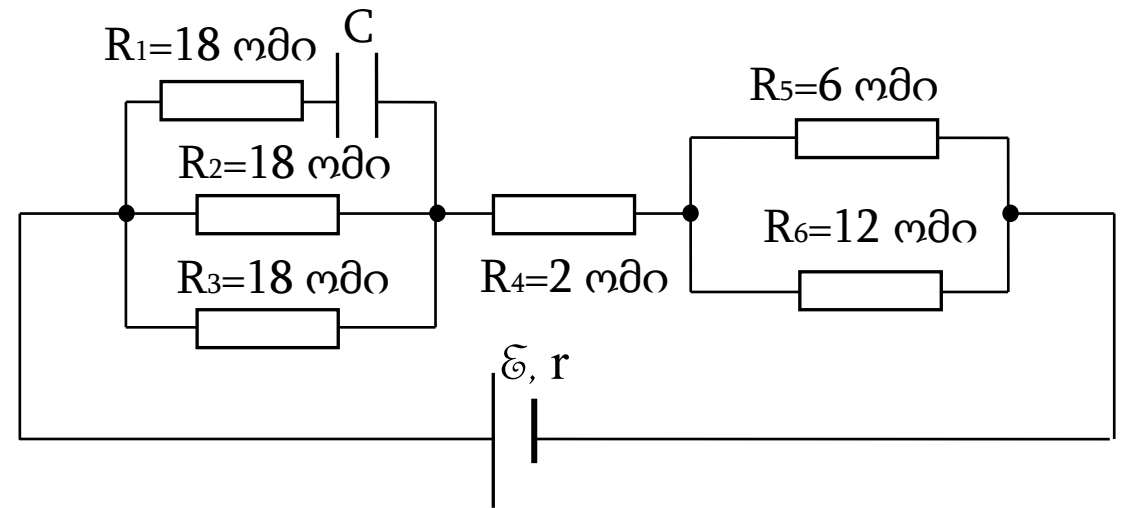 C
R1=18 ომი
R5=6 ომი
R2=18 ომი
R6=12 ომი
R3=18 ომი
R4=2 ომი
ℰ, r